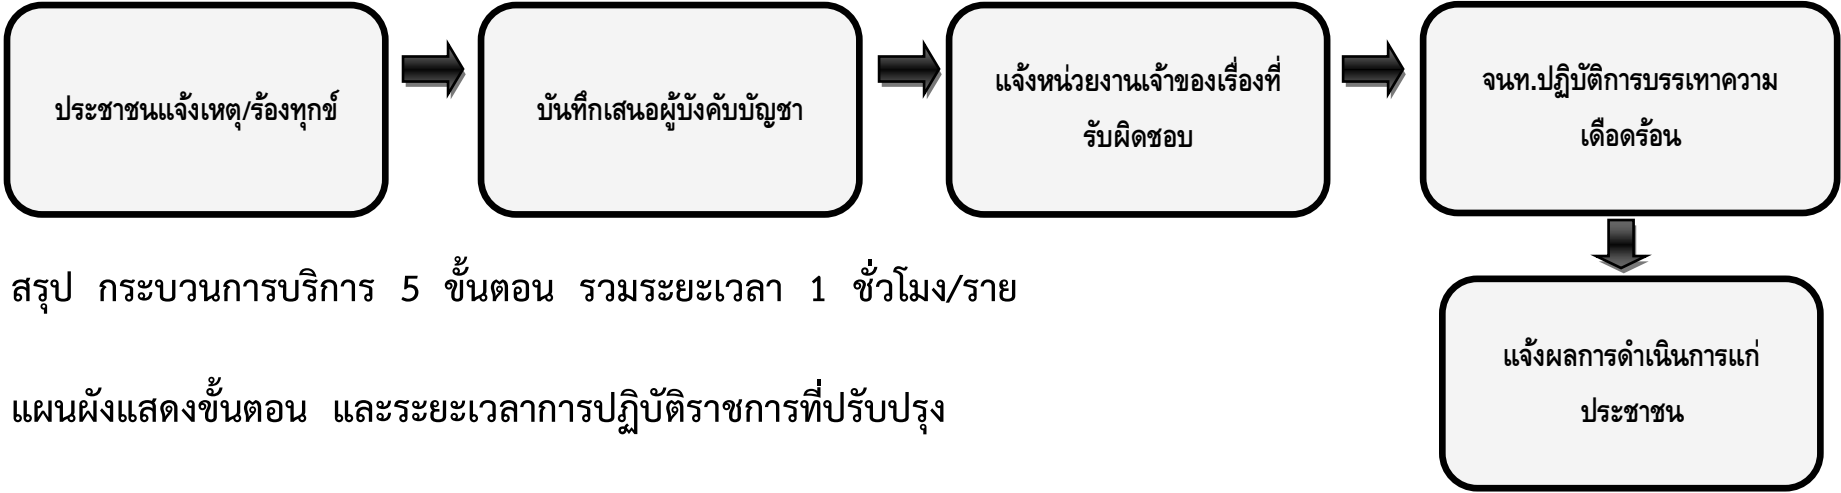 ประชาชนแจ้งเหตุ/ร้องทุกข์
บันทึกเสนอผู้บังคับบัญชา
แจ้งหน่วยงานเจ้าของเรื่องที่
รับผิดชอบ
จนท.ปฏิบัติการบรรเทาความ
เดือดร้อน
แจ้งผลการดำเนินการแก่
ประชาชน
สรุป กระบวนการบริการ 5 ขั้นตอน รวมระยะเวลา 1 ชั่วโมง/ราย
แผนผังแสดงขั้นตอน และระยะเวลาการปฏิบัติราชการที่ปรับปรุง